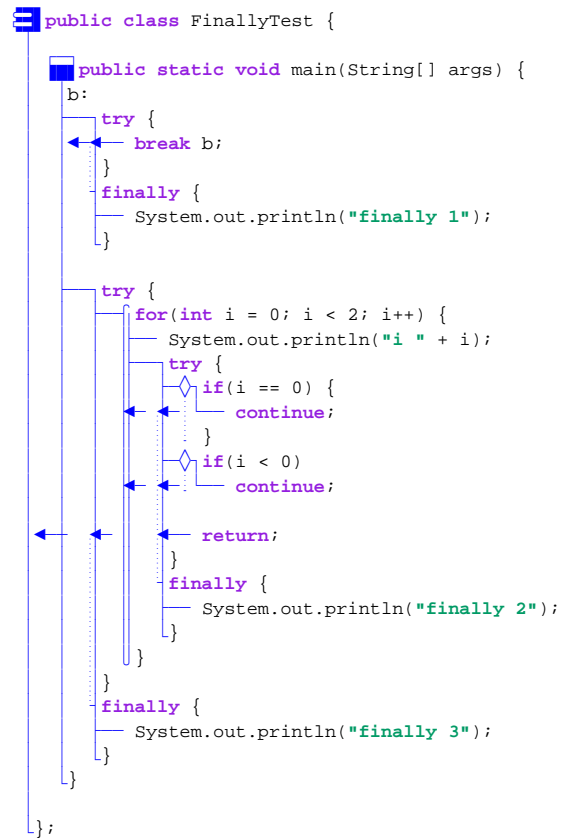 public class FinallyTest {
public static void main(String[] args) {
b:
try {
break b;
}
finally {
System.out.println("finally 1");
}
try {
for(int i = 0; i < 2; i++) {
System.out.println("i " + i);
try {
if(i == 0) {
continue;
}
if(i < 0)
continue;
return;
}
finally {
System.out.println("finally 2");
}
}
}
finally {
System.out.println("finally 3");
}
}
};